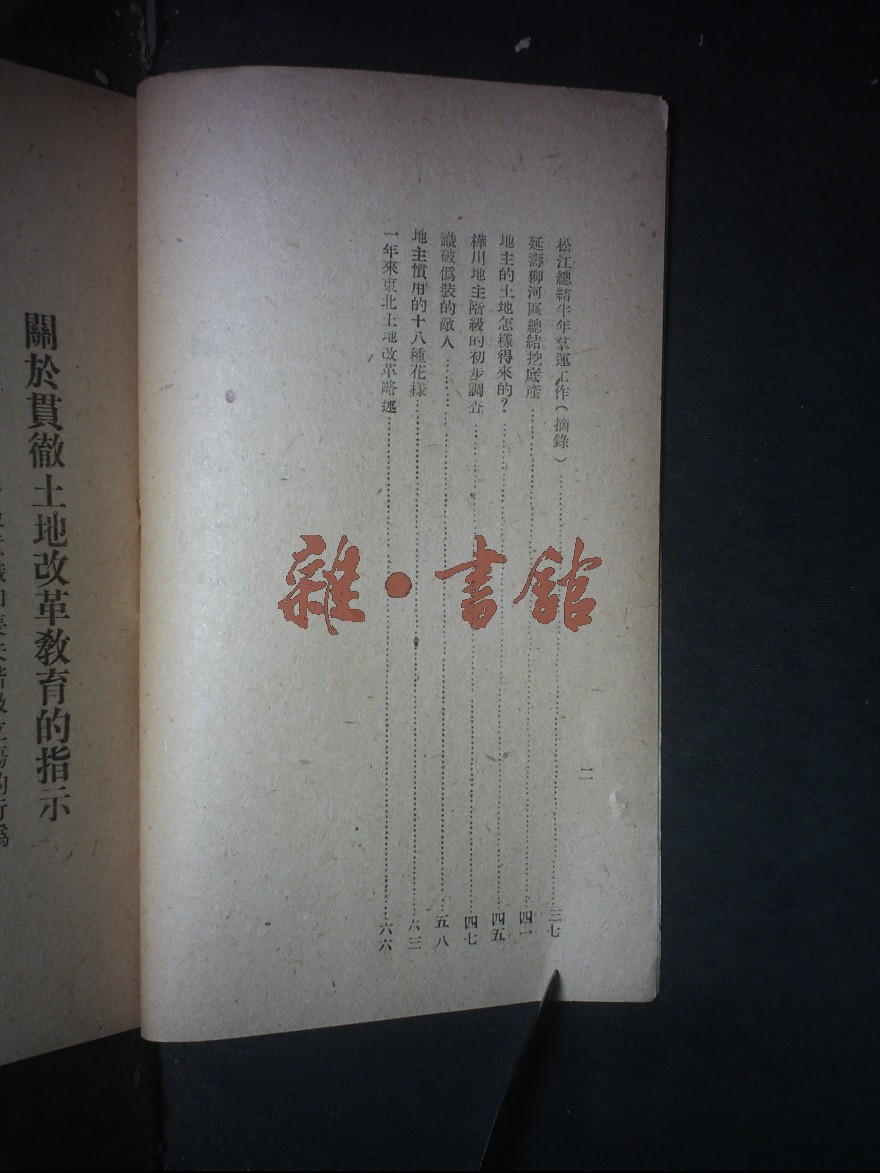 松江總結半年羣運工作(摘錄)……三七
延壽柳河區總結挖底產……四一
地主的土地怎樣得來的?……四五
樺川地主階級的初步調查……四七
識破僞裝的敵人……五八
地主慣用的十八種花樣……六三
一年來東北土地改革略述……六六
二
雜·書館
關於貫徹土地改革教育的指示